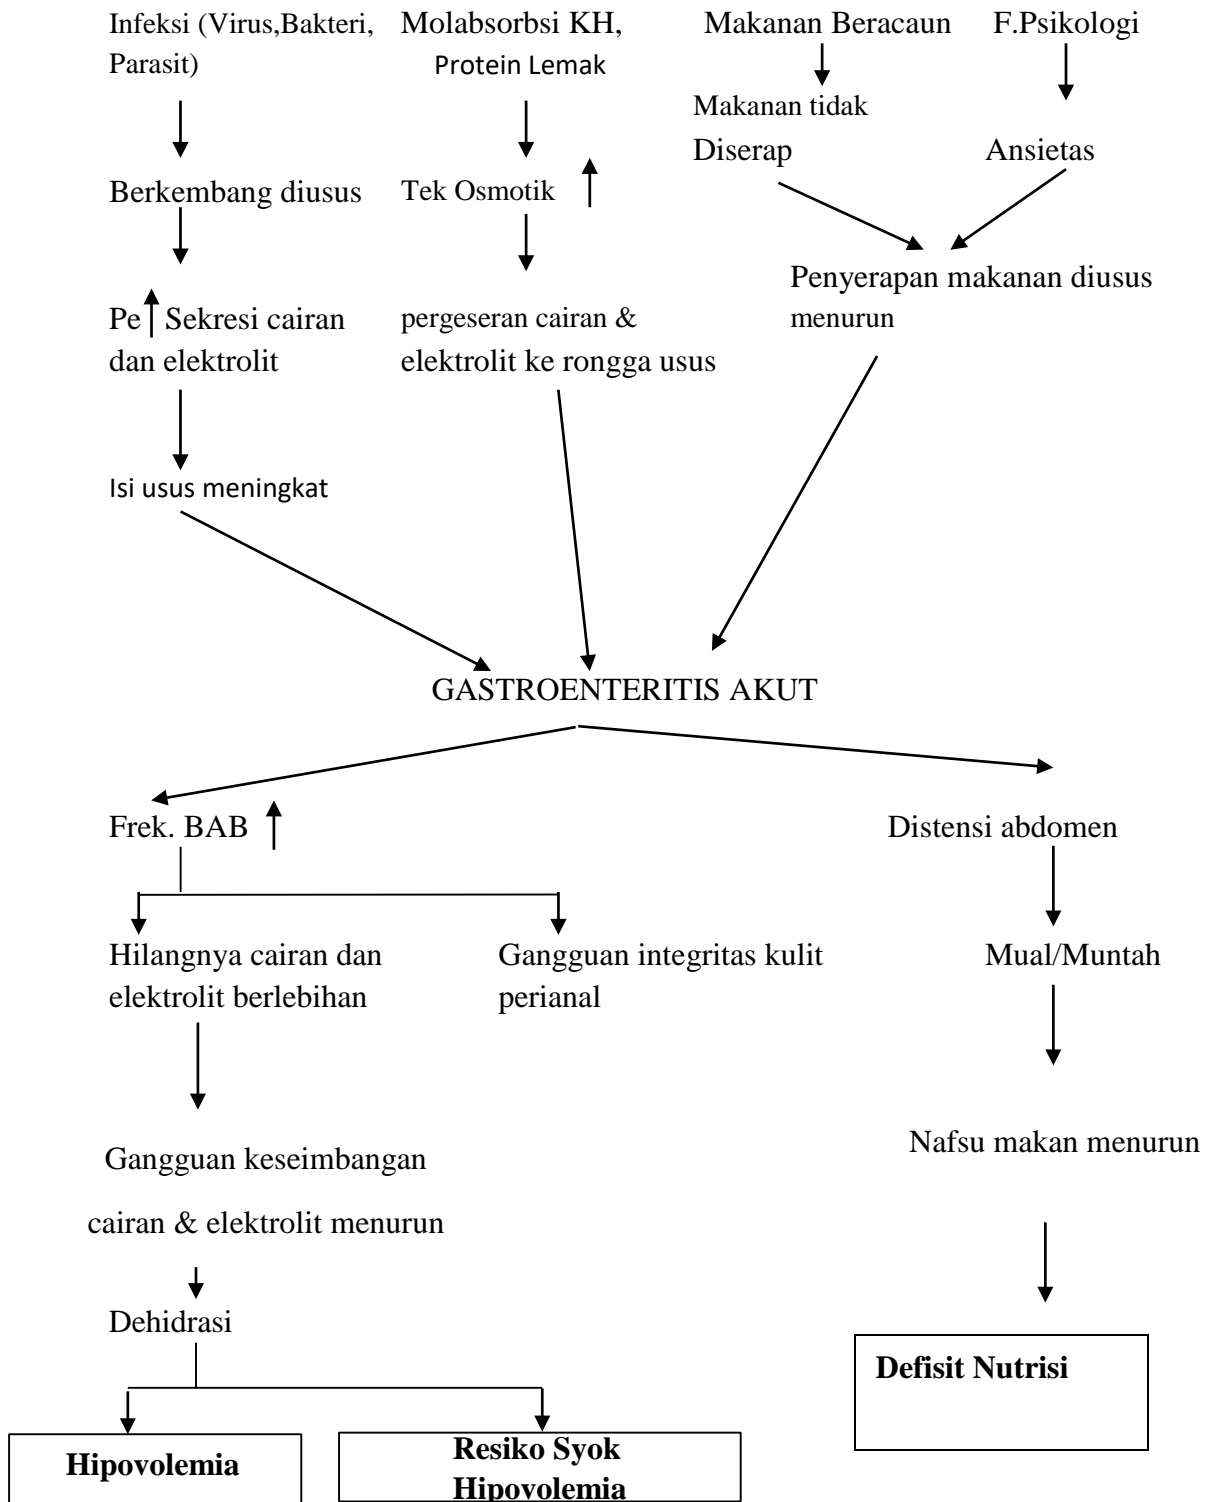 Infeksi (Virus,Bakteri,
Parasit)
Molabsorbsi KH,
Protein Lemak
Makanan Beracaun
F.Psikologi
Makanan tidak
Diserap
Ansietas
Berkembang diusus
Tek Osmotik
Penyerapan makanan diusus
menurun
Pe Sekresi cairan
dan elektrolit
pergeseran cairan &
elektrolit ke rongga usus
Isi usus meningkat
GASTROENTERITIS AKUT
Frek. BAB
Distensi abdomen
Hilangnya cairan dan
elektrolit berlebihan
Gangguan integritas kulit
perianal
Mual/Muntah
Gangguan keseimbangan
cairan & elektrolit menurun
Nafsu makan menurun
Dehidrasi
Defisit Nutrisi
Hipovolemia
Resiko Syok
Hipovolemia